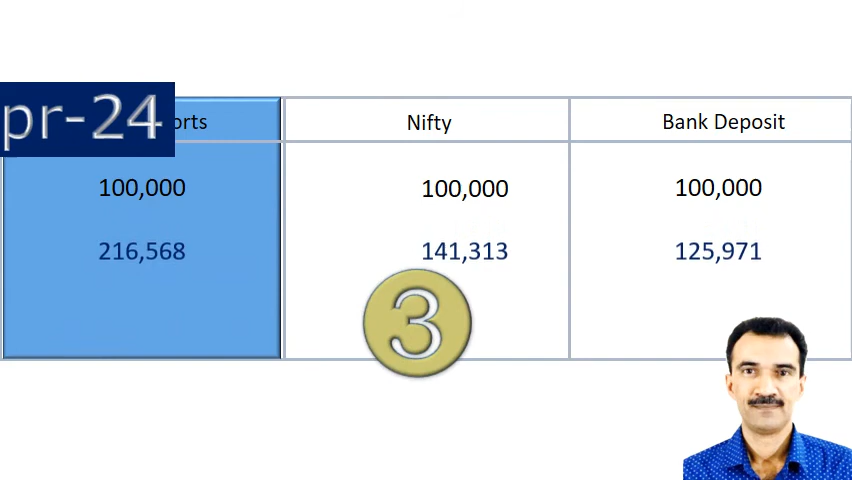 pr-24
orts
Nifty
Bank Deposit
100,000
100,000
100,000
216,568
141,313
125,971
3